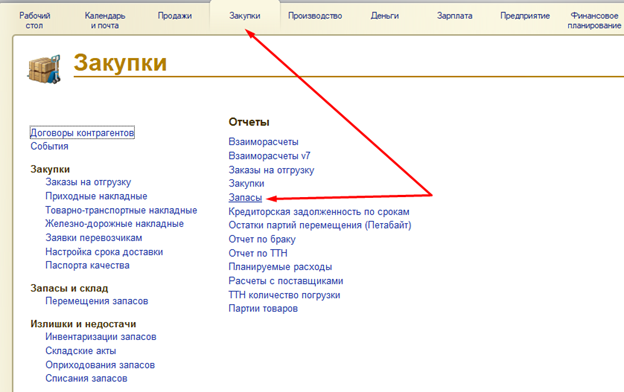 Рабочий стол
Календарь и почта
Продажи
Закупки
Производство
Деньги
Зарплата
Предприятие
Финансовое планирование
Закупки
Договоры контрагентов
События
Закупки
Заказы на отгрузку
Приходные накладные
Товарно-транспортные накладные
Железно-дорожные накладные
Заявки перевозчикам
Настройка срока доставки
Паспорта качества
Запасы и склад
Перемещения запасов
Излишки и недостачи
Инвентаризации запасов
Складские акты
Оприходования запасов
Списания запасов
Отчеты
Взаиморасчеты
Взаиморасчеты v7
Заказы на отгрузку
Закупки
Запасы
Кредиторская задолженность по срокам
Остатки партий перемещения (Петабайт)
Отчет по браку
Отчет по ТТН
Планируемые расходы
Расчеты с поставщиками
ТТН количество погрузки
Партии товаров